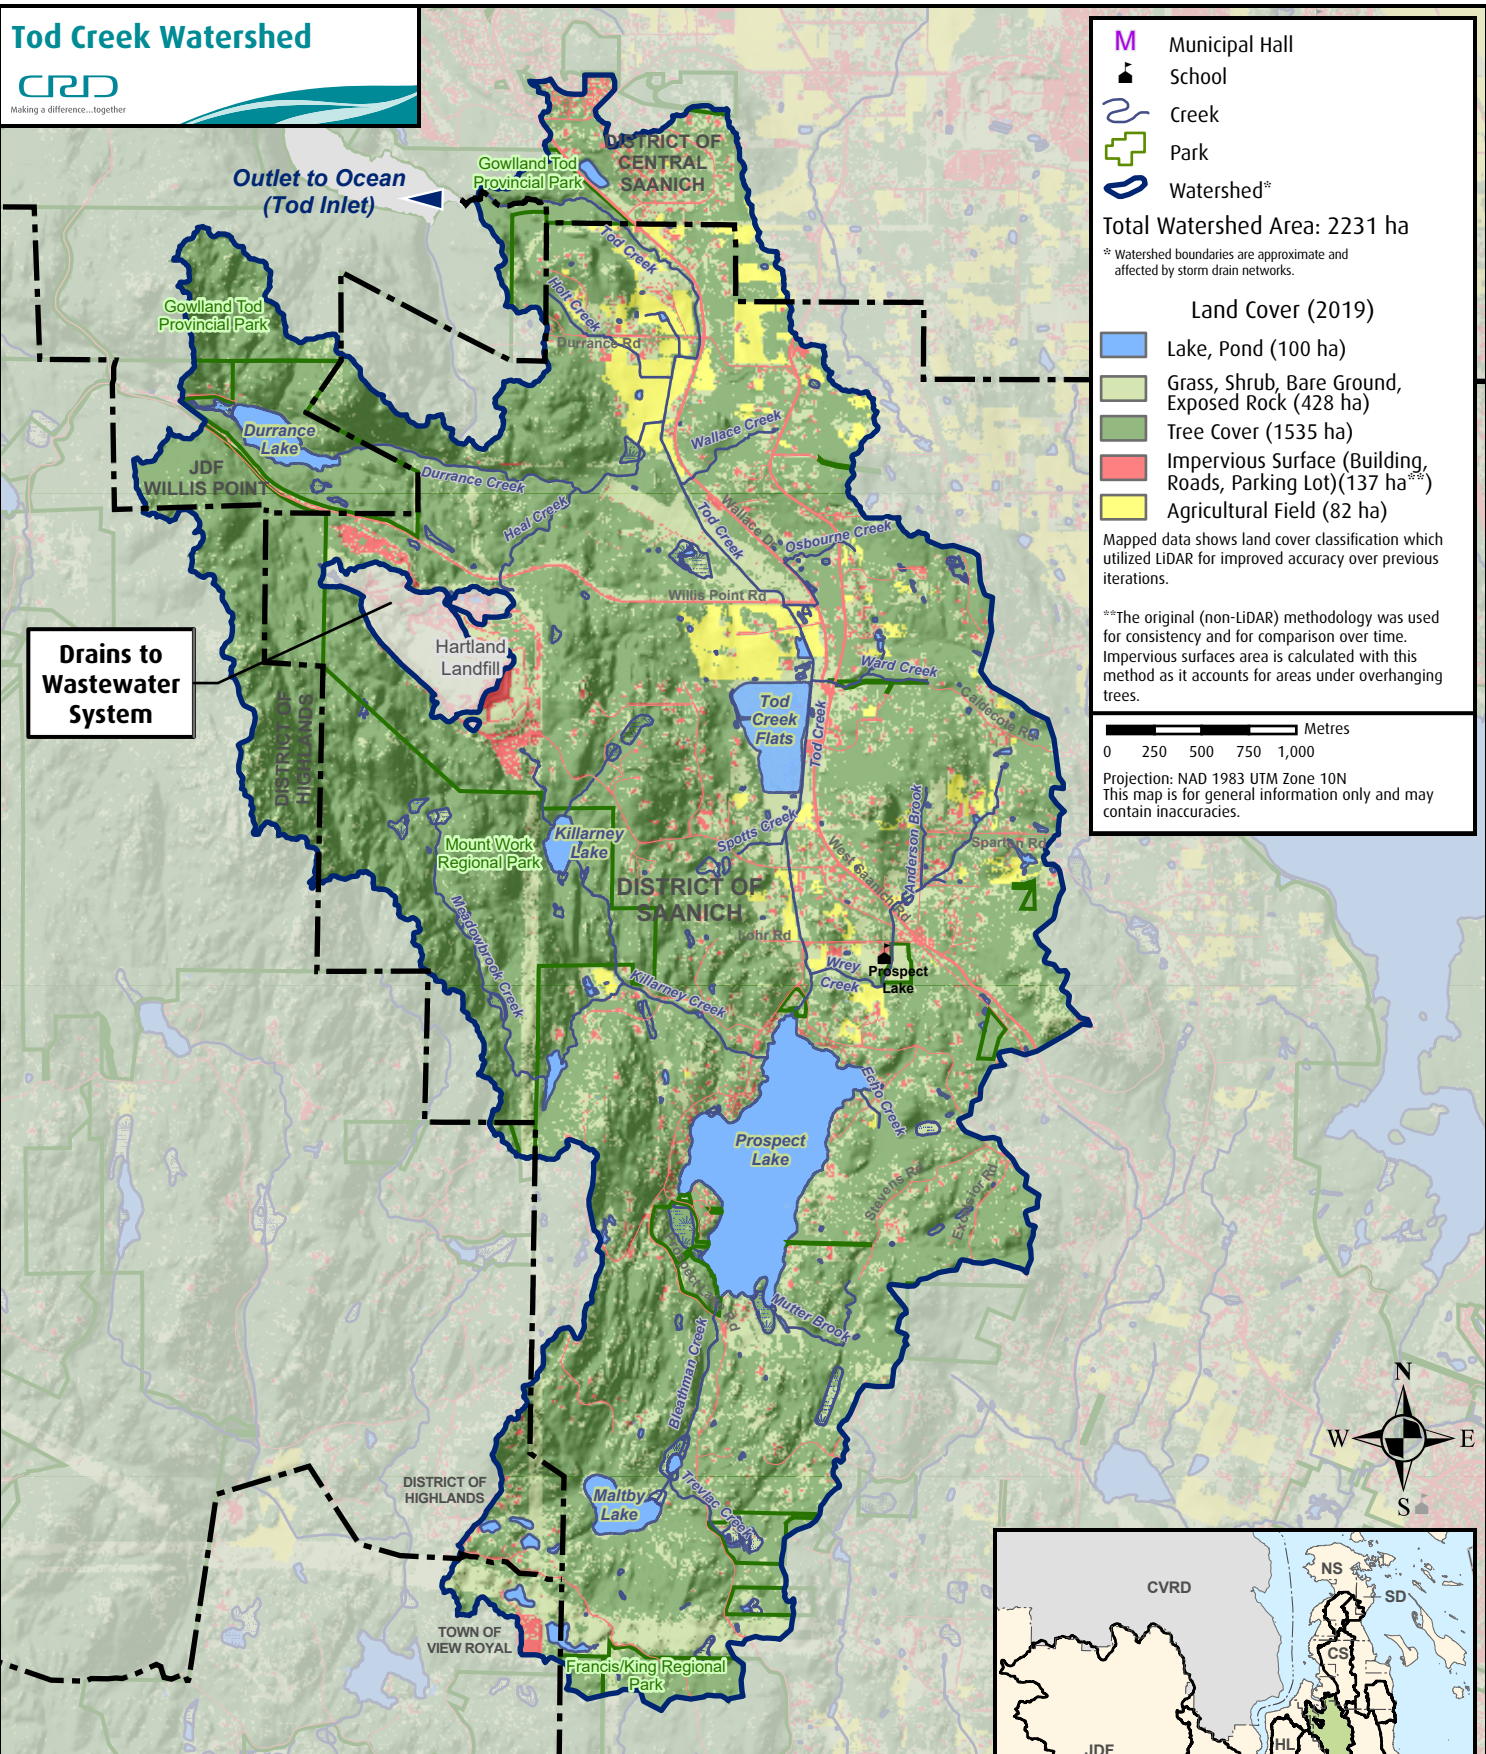 Tod Creek Watershed
CRD
Making a difference...together
M Municipal Hall
School
Creek
Park
Watershed*
Total Watershed Area: 2231 ha
* Watershed boundaries are approximate and
affected by storm drain networks.
Land Cover (2019)
Lake, Pond (100 ha)
Grass, Shrub, Bare Ground,
Exposed Rock (428 ha)
Tree Cover (1535 ha)
Impervious Surface (Building,
Roads, Parking Lot)(137 ha**)
Agricultural Field (82 ha)
Mapped data shows land cover classification which
utilized LiDAR for improved accuracy over previous
iterations.
**The original (non-LiDAR) methodology was used
for consistency and for comparison over time.
Impervious surfaces area is calculated with this
method as it accounts for areas under overhanging
trees.
Metres
0 250 500 750 1,000
Projection: NAD 1983 UTM Zone 10N
This map is for general information only and may
contain inaccuracies.
DISTRICT OF
CENTRAL
SAANICH
Gowlland Tod
Provincial Park
Outlet to Ocean
(Tod Inlet)
Tod Creek
Holt Creek
Gowlland Tod
Provincial Park
Durrance Rd
Durrance
Lake
Wallace Creek
JDF
WILLIS POINT
Durrance Creek
Heal Creek
Tod Creek
Wallace Dr
Osbourne Creek
Willis Point Rd
Drains to
Wastewater
System
Hartland
Landfill
Ward Creek
Caldecote Rd
Tod
Creek
Flats
Tod Creek
DISTRICT OF
HIGHLANDS
Anderson Brook
Spotts Creek
Killarney
Lake
Mount Work
Regional Park
Spartan Rd
West Saanich Rd
DISTRICT OF
SAANICH
Meadowbrook Creek
Lohr Rd
Wrey
Creek
Prospect
Lake
Killarney Creek
Echo Creek
Prospect
Lake
Stevens Rd
Excelsior Rd
Prospect Lake Rd
Mutter Brook
Bleathman Creek
N
W E
S
DISTRICT OF
HIGHLANDS
Maltby
Lake
Trevlac Creek
TOWN OF
VIEW ROYAL
Francis/King Regional
Park
CVRD
NS
SD
CS
HL
JDF